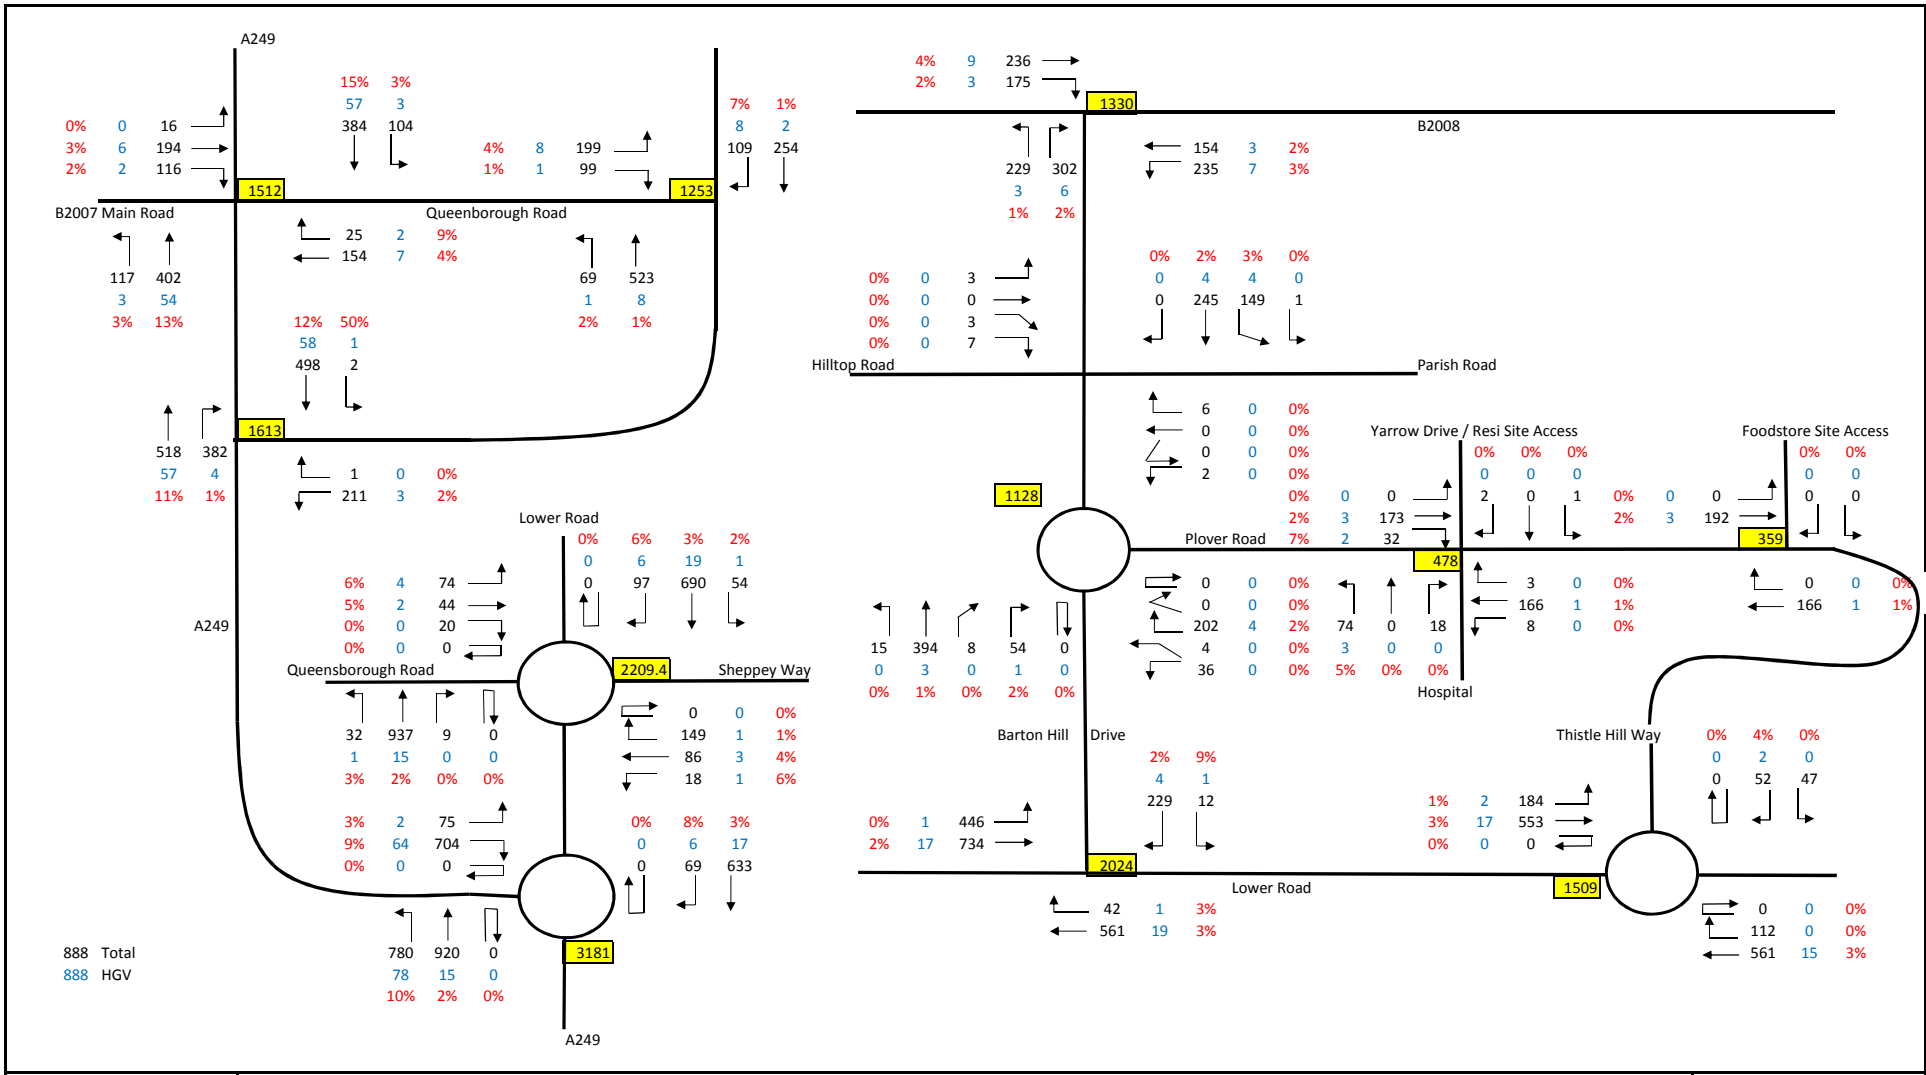 A249
15% 3%
57 3
384 104
0% 0 16
3% 6 194
2% 2 116
1512
B2007 Main Road
Queenborough Road
4% 8 199
1% 1 99
1253
7% 1%
8 2
109 254
25 2 9%
154 7 4%
117 402
3 54
3% 13%
69 523
1 8
2% 1%
12% 50%
58 1
498 2
1613
518 382
57 4
11% 1%
1 0 0%
211 3 2%
Lower Road
0% 6% 3% 2%
0 6 19 1
0 97 690 54
6% 4 74
5% 2 44
0% 0 20
0% 0 0
A249
Queensborough Road
2209.4
Sheppey Way
0 0 0%
149 1 1%
86 3 4%
18 1 6%
32 937 9 0
1 15 0 0
3% 2% 0% 0%
3% 2 75
9% 64 704
0% 0 0
0% 8% 3%
0 6 17
0 69 633
3181
780 920 0
78 15 0
10% 2% 0%
888 Total
888 HGV
A249
4% 9 236
2% 3 175
1330
B2008
229 302
3 6
1% 2%
154 3 2%
235 7 3%
0% 0 3
0% 0 0
0% 0 3
0% 0 7
0% 2% 3% 0%
0 4 4 0
0 245 149 1
Hilltop Road
Parish Road
6 0 0%
0 0 0%
0 0 0%
2 0 0%
1128
Plover Road
Yarrow Drive / Resi Site Access
0% 0% 0%
0 0 0
2 0 1
0% 0 0
2% 3 173
7% 2 32
478
Foodstore Site Access
0% 0%
0 0
0 0
0% 0 0
2% 3 192
359
0 0 0%
0 0 0%
202 4 2%
4 0 0%
36 0 0%
74 0 18
3 0 0
5% 0% 0%
3 0 0%
166 1 1%
8 0 0%
0 0 0%
166 1 1%
Hospital
15 394 8 54 0
0 3 0 1 0
0% 1% 0% 2% 0%
Barton Hill Drive
2% 9%
4 1
229 12
0% 1 446
2% 17 734
2024
Lower Road
42 1 3%
561 19 3%
Thistle Hill Way
0% 4% 0%
0 2 0
0 52 47
1% 2 184
3% 17 553
0% 0 0
1509
0 0 0%
112 0 0%
561 15 3%